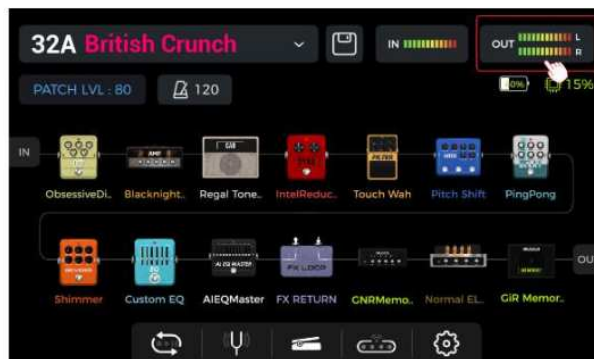 32A British Crunch
IN
OUT
L
R
PATCH LVL : 80
120
0%
15%
IN
ObsessiveDi..
Blacknight..
Regal Tone..
IntelReduc..
Touch Wah
Pitch Shift
PingPong
OU
Shimmer
Custom EQ
AIEQMaster
FX RETURN
GNRMemo..
Normal EL..
GiR Memor..